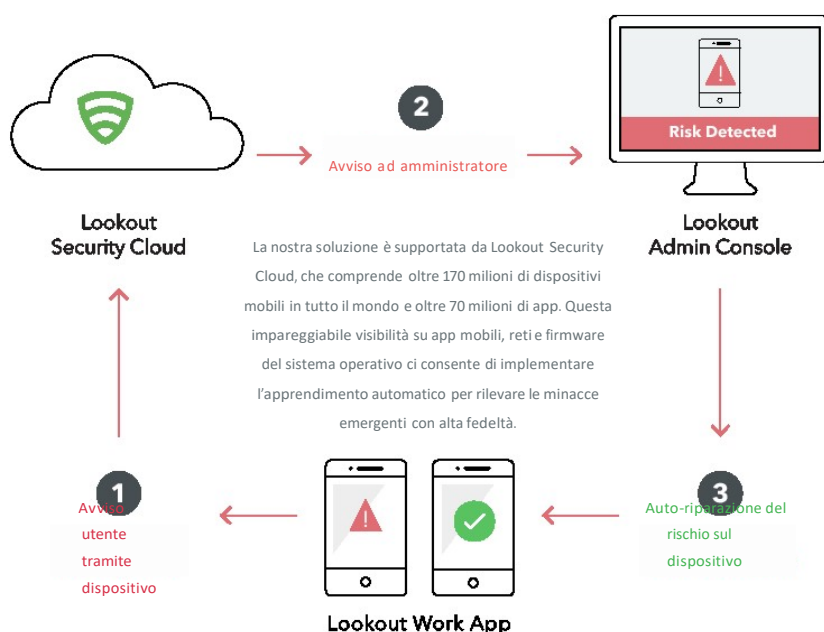 2
Risk Detected
Avviso ad amministratore
Lookout
Security Cloud
Lookout
Admin Console
La nostra soluzione è supportata da Lookout Security
Cloud, che comprende oltre 170 milioni di dispositivi
mobili in tutto il mondo e oltre 70 milioni di app. Questa
impareggiabile visibilità su app mobili, reti e firmware
del sistema operativo ci consente di implementare
l’apprendimento automatico per rilevare le minacce
emergenti con alta fedeltà.
1
Avviso
utente
tramite
dispositivo
3
Auto-riparazione del
rischio sul
dispositivo
Lookout Work App